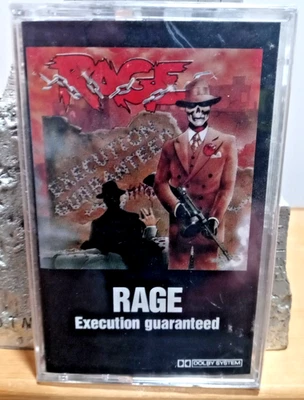 RAGE
EXECUTION
GUARANTEED
RAGE
Execution guaranteed
DOLBY SYSTEM